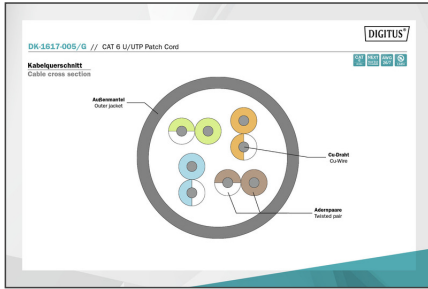 DIGITUS®
DK-1617-005/G // CAT 6 U/UTP Patch Cord
Kabelquerschnitt
Cable cross section
Außenmantel
Outer jacket
Cu-Draht
Cu-Wire
Adernpaare
Twisted pair